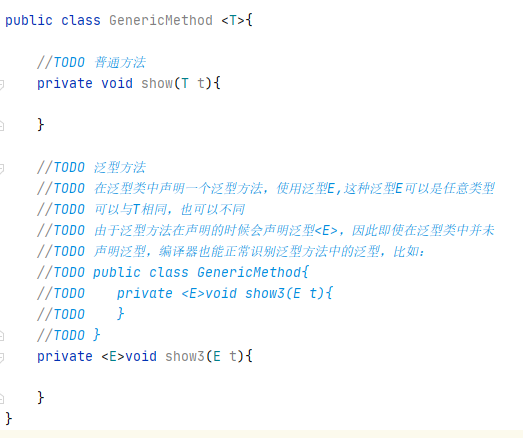 public class GenericMethod <T>{
//TODO 普通方法
private void show(T t){
}
//TODO 泛型方法
//TODO 在泛型类中声明一个泛型方法，使用泛型E,这种泛型E可以是任意类型
//TODO 可以与T相同，也可以不同
//TODO 由于泛型方法在声明的时候会声明泛型<E>，因此即使在泛型类中并未
//TODO 声明泛型，编译器也能正常识别泛型方法中的泛型，比如：
//TODO public class GenericMethod{
//TODO    private <E>void show3(E t){
//TODO    }
//TODO }
private <E>void show3(E t){
}
}